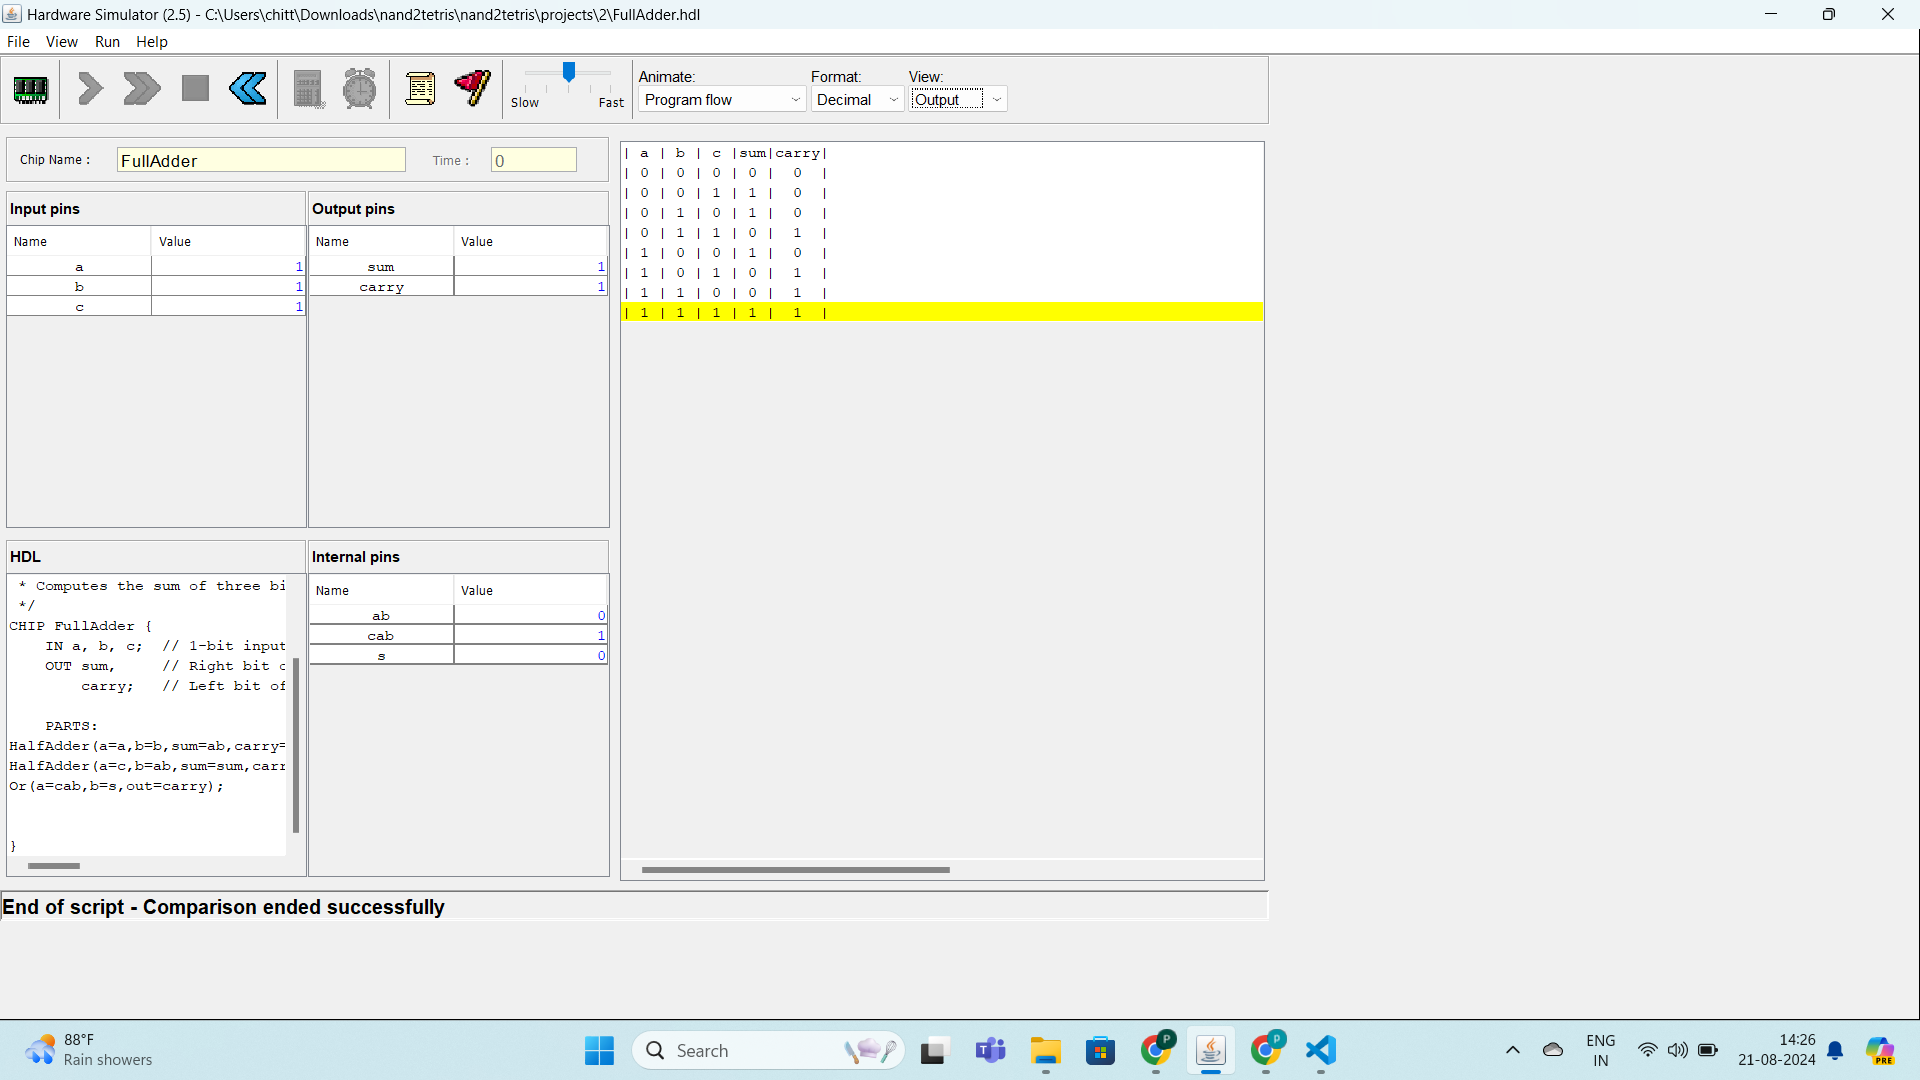 Hardware Simulator (2.5) - C:\Users\chitt\Downloads\nand2tetris\nand2tetris\projects\2\FullAdder.hdl
File View Run Help
Slow Fast
Animate: Format: View:
Program flow Decimal Output
Chip Name : FullAdder Time : 0
Input pins
Name Value
a 1
b 1
c 1
Output pins
Name Value
sum 1
carry 1
| a | b | c |sum|carry|
| 0 | 0 | 0 | 0 | 0 |
| 0 | 0 | 1 | 1 | 0 |
| 0 | 1 | 0 | 1 | 0 |
| 0 | 1 | 1 | 0 | 1 |
| 1 | 0 | 0 | 1 | 0 |
| 1 | 0 | 1 | 0 | 1 |
| 1 | 1 | 0 | 0 | 1 |
| 1 | 1 | 1 | 1 | 1 |
HDL
* Computes the sum of three bi
*/
CHIP FullAdder {
IN a, b, c; // 1-bit input
OUT sum, // Right bit o
carry; // Left bit of
PARTS:
HalfAdder(a=a,b=b,sum=ab,carry=
HalfAdder(a=c,b=ab,sum=sum,carr
Or(a=cab,b=s,out=carry);
}
Internal pins
Name Value
ab 0
cab 1
s 0
End of script - Comparison ended successfully
88°F
Rain showers
Search
P
P
ENG
IN
14:26
21-08-2024
PRE